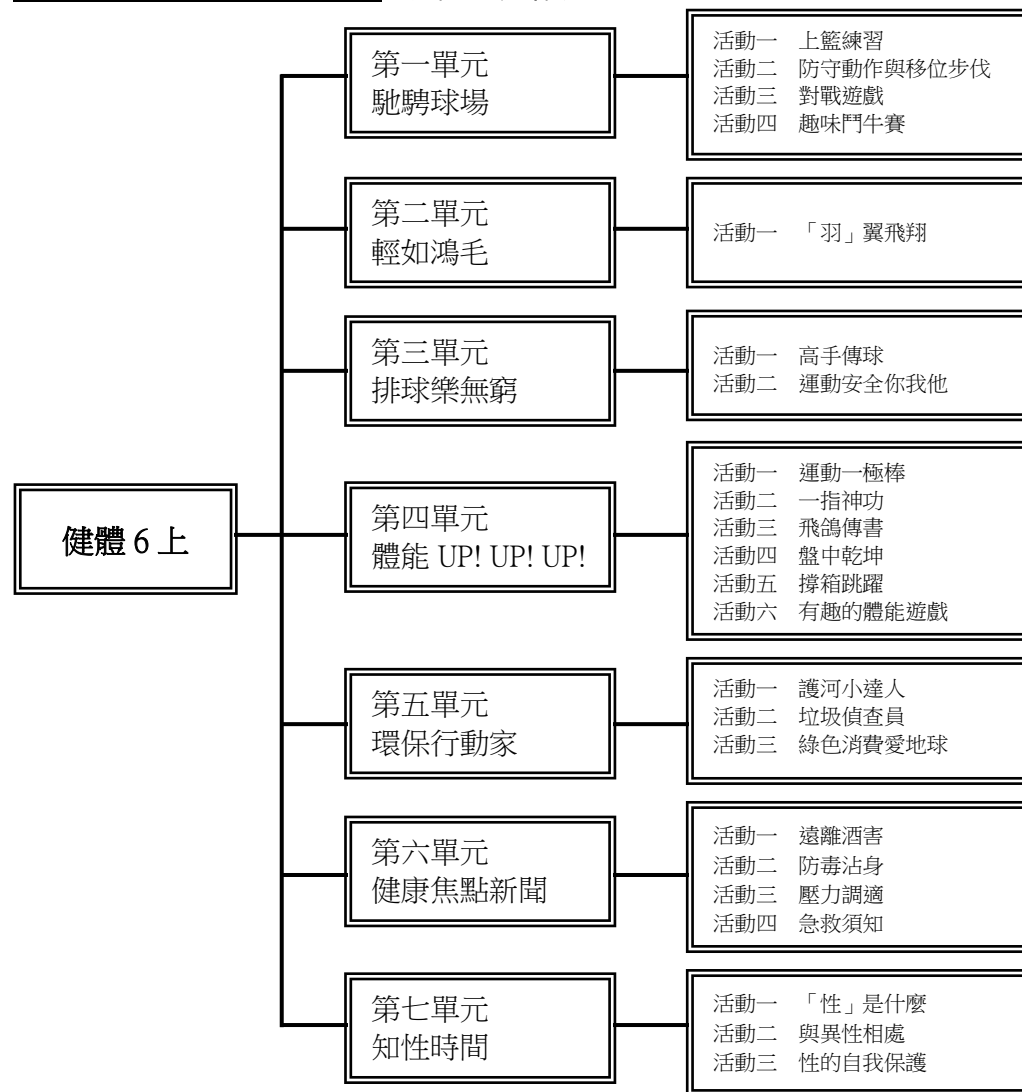 健體 6 上
第一單元
馳騁球場
活動一　上籃練習
活動二　防守動作與移位步伐
活動三　對戰遊戲
活動四　趣味鬥牛賽
第二單元
輕如鴻毛
活動一　「羽」翼飛翔
第三單元
排球樂無窮
活動一　高手傳球
活動二　運動安全你我他
第四單元
體能 UP! UP! UP!
活動一　運動一極棒
活動二　一指神功
活動三　飛鴿傳書
活動四　盤中乾坤
活動五　撐箱跳躍
活動六　有趣的體能遊戲
第五單元
環保行動家
活動一　護河小達人
活動二　垃圾偵查員
活動三　綠色消費愛地球
第六單元
健康焦點新聞
活動一　遠離酒害
活動二　防毒沾身
活動三　壓力調適
活動四　急救須知
第七單元
知性時間
活動一　「性」是什麼
活動二　與異性相處
活動三　性的自我保護